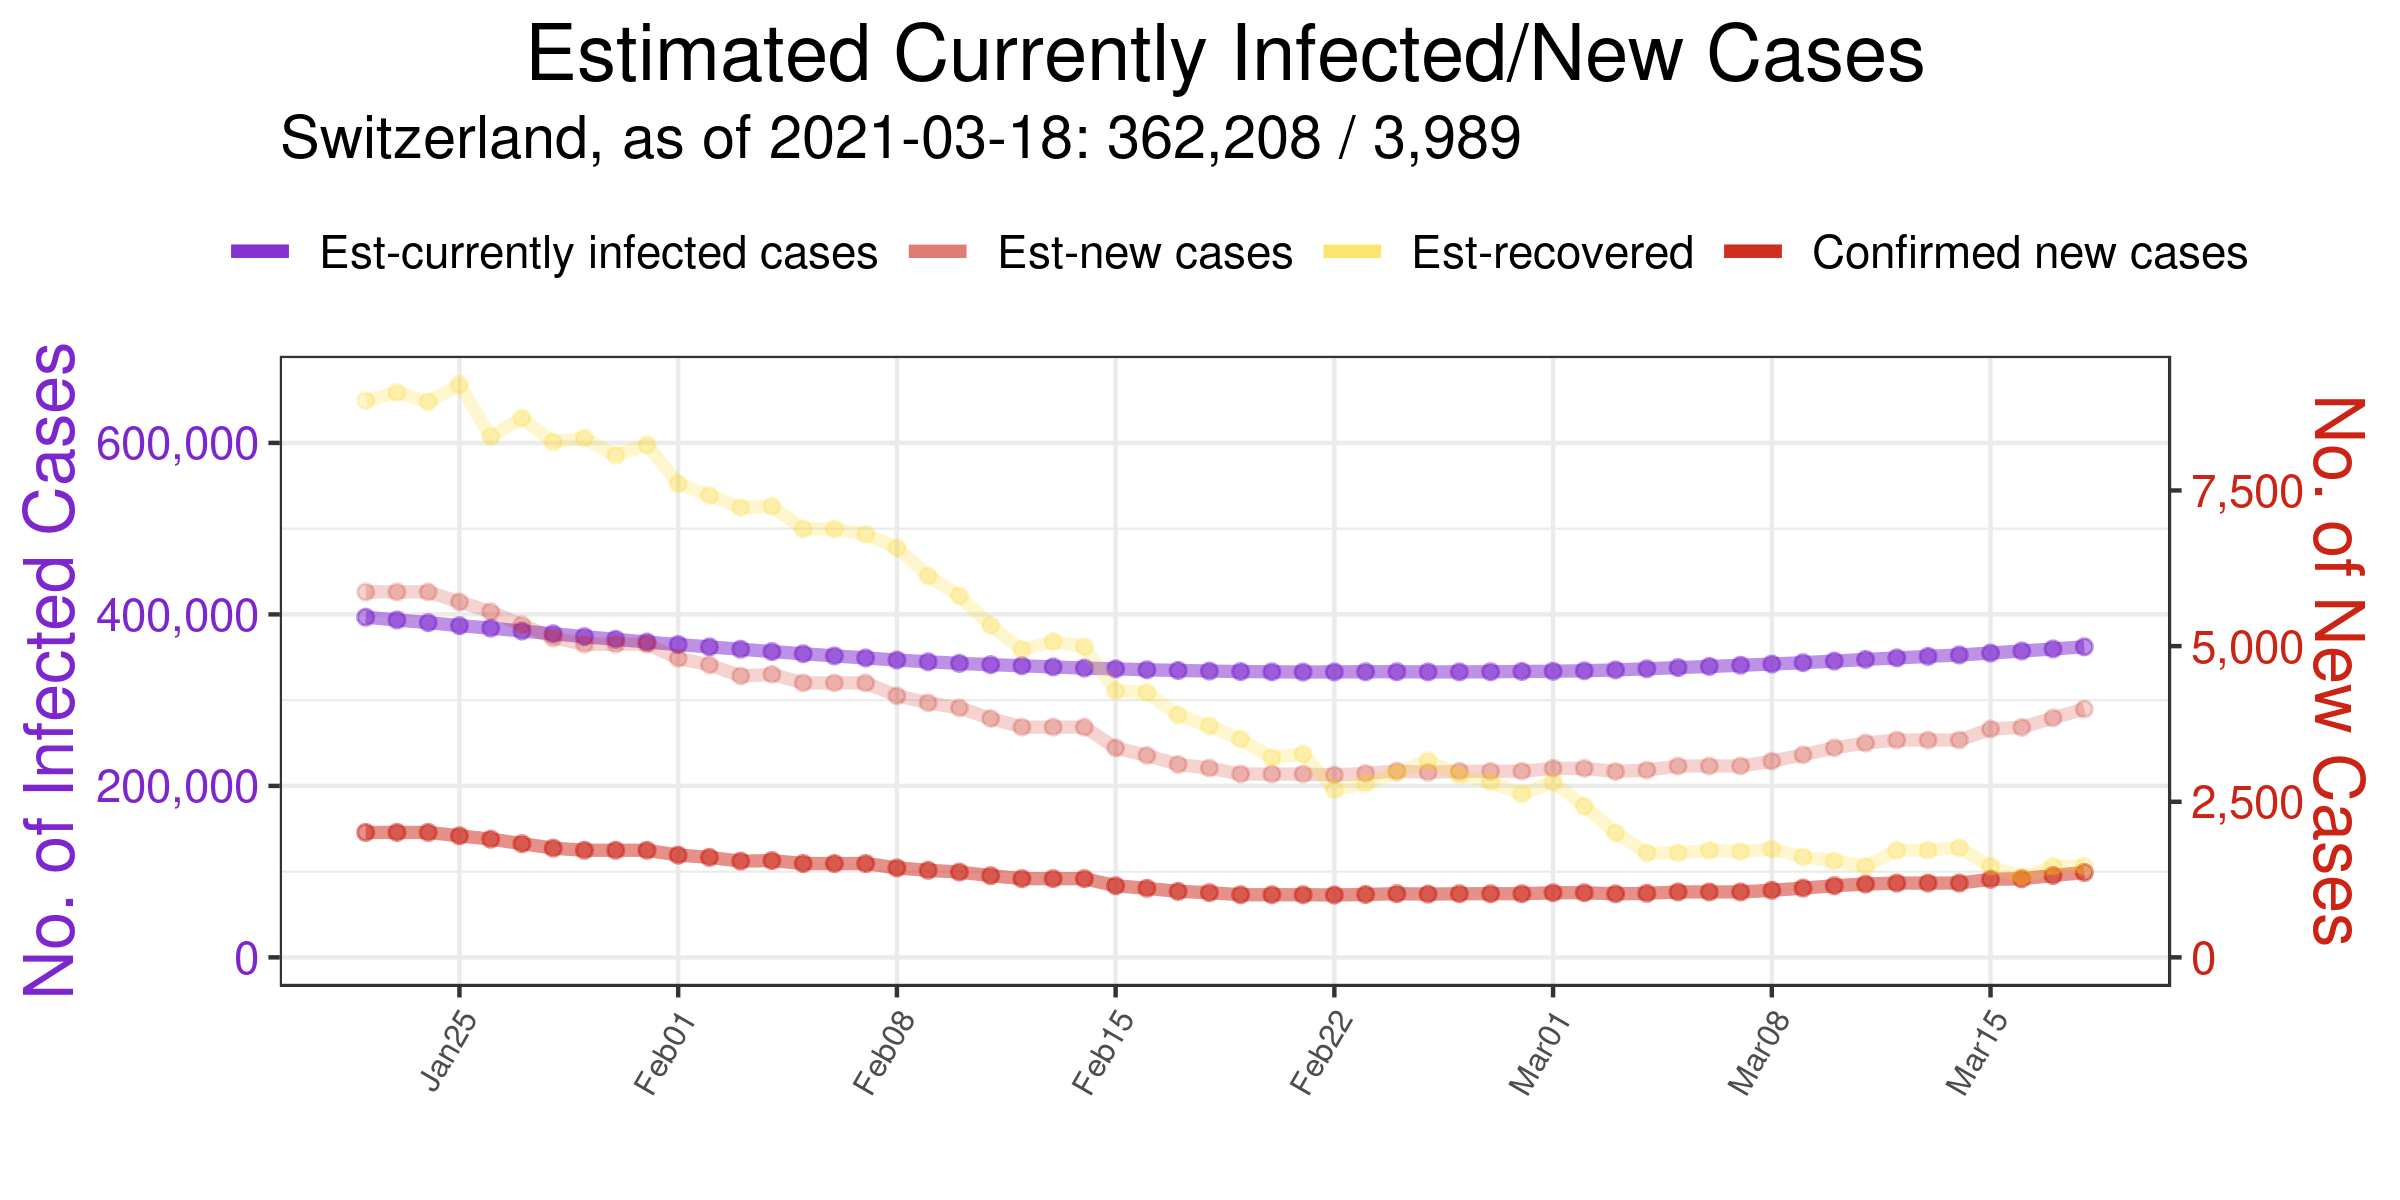 Estimated Currently Infected/New Cases
Switzerland, as of 2021-03-18: 362,208 / 3,989
Est-currently infected cases Est-new cases Est-recovered Confirmed new cases
No. of Infected Cases
600,000
400,000
200,000
0
7,500
5,000
2,500
0
No. of New Cases
Jan25 Feb01 Feb08 Feb15 Feb22 Mar01 Mar08 Mar15